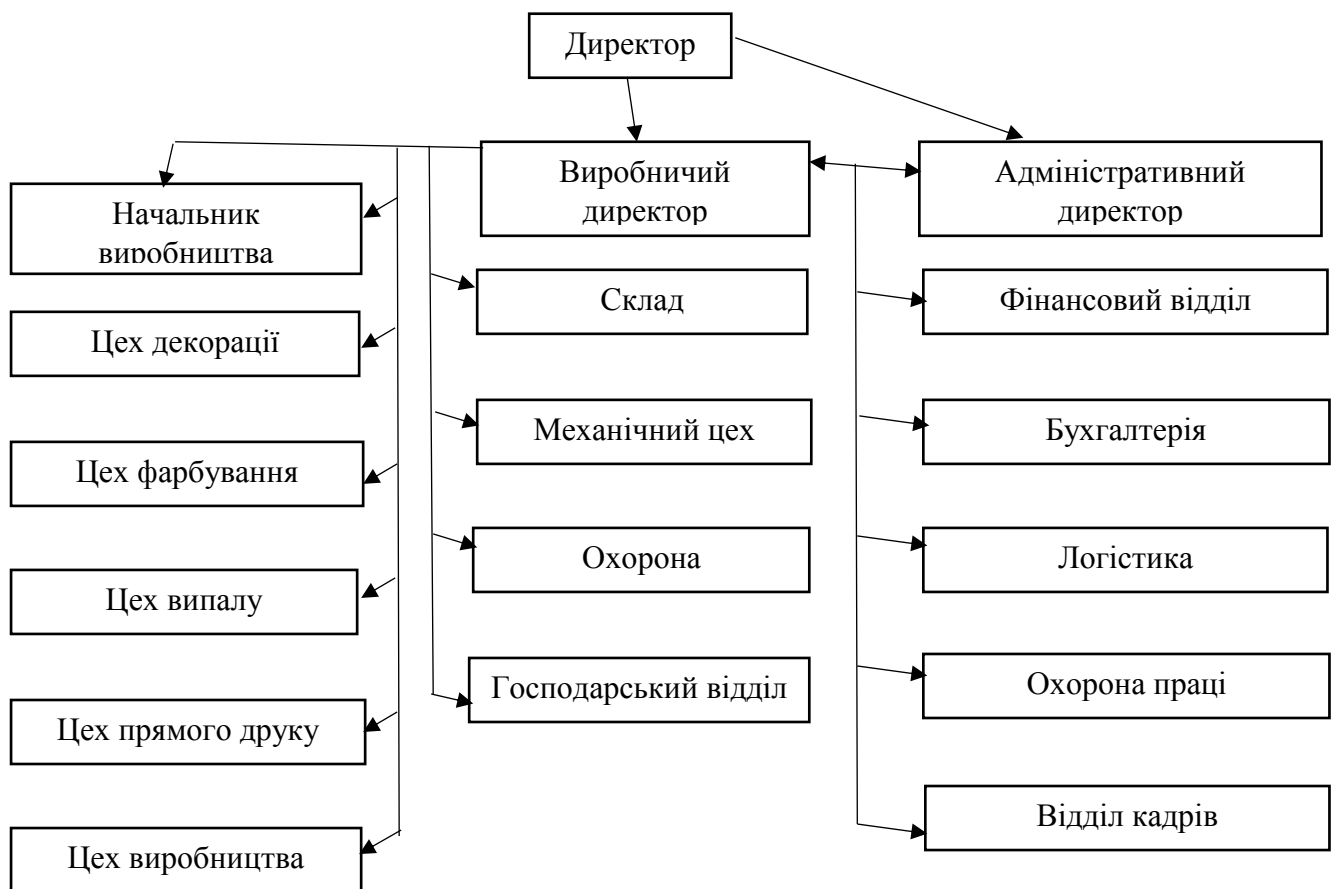 Директор
Виробничий
директор
Адміністративний
директор
Начальник
виробництва
Склад
Фінансовий відділ
Цех декорації
Механічний цех
Бухгалтерія
Цех фарбування
Охорона
Логістика
Цех випалу
Господарський відділ
Охорона праці
Цех прямого друку
Відділ кадрів
Цех виробництва